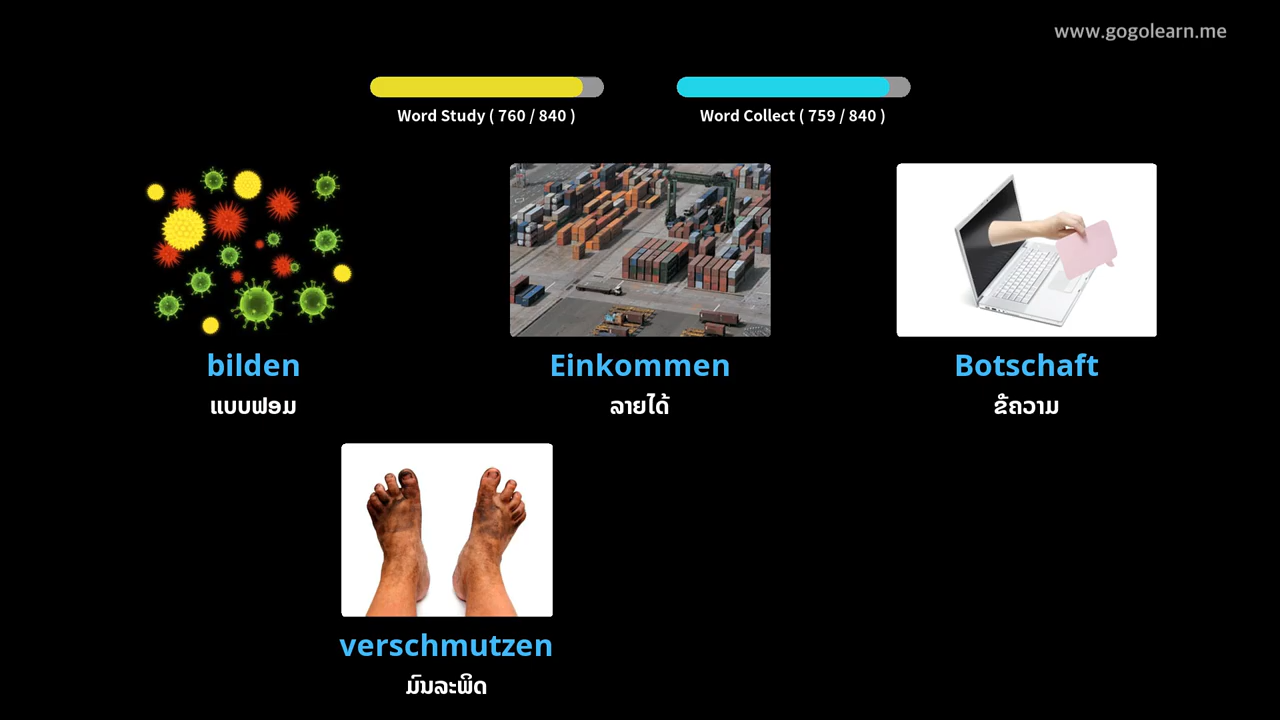 www.gogolearn.me
Word Study ( 760 / 840 )
Word Collect ( 759 / 840 )
bilden
Einkommen
Botschaft
ແບບຟອມ
ລາຍໄດ້
ຂໍ້ຄວາມ
verschmutzen
ມົນລະພິດ